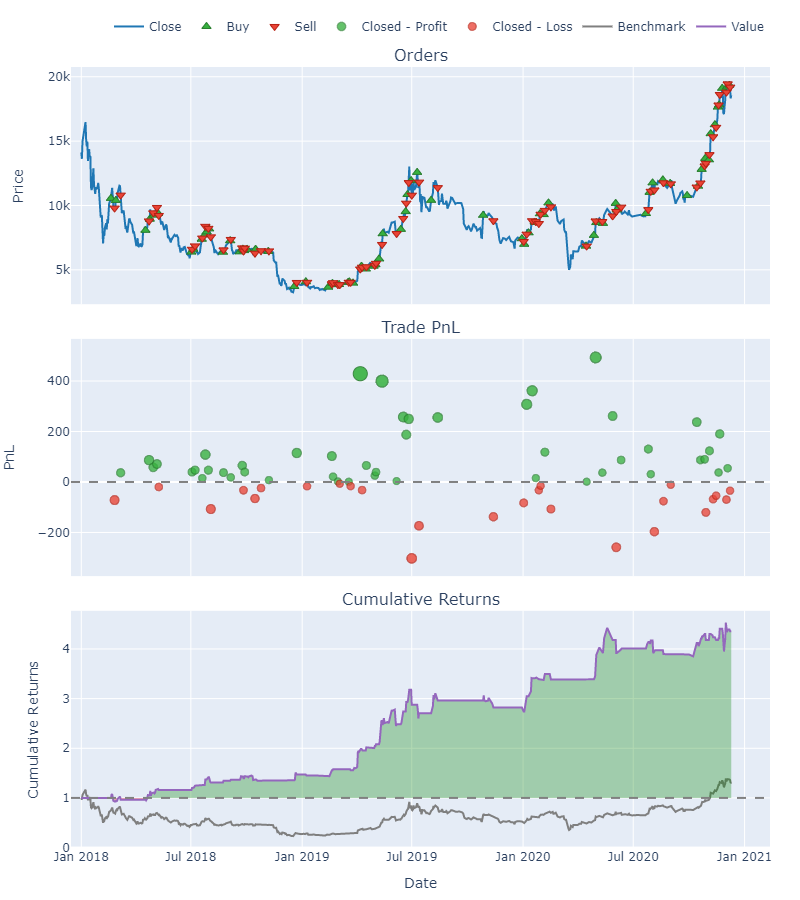 Close Buy Sell Closed - Profit Closed - Loss Benchmark Value
Orders
20k
15k
10k
5k
Price
Trade PnL
400
200
0
−200
PnL
Cumulative Returns
4
3
2
1
0
Cumulative Returns
Jan 2018 Jul 2018 Jan 2019 Jul 2019 Jan 2020 Jul 2020 Jan 2021
Date